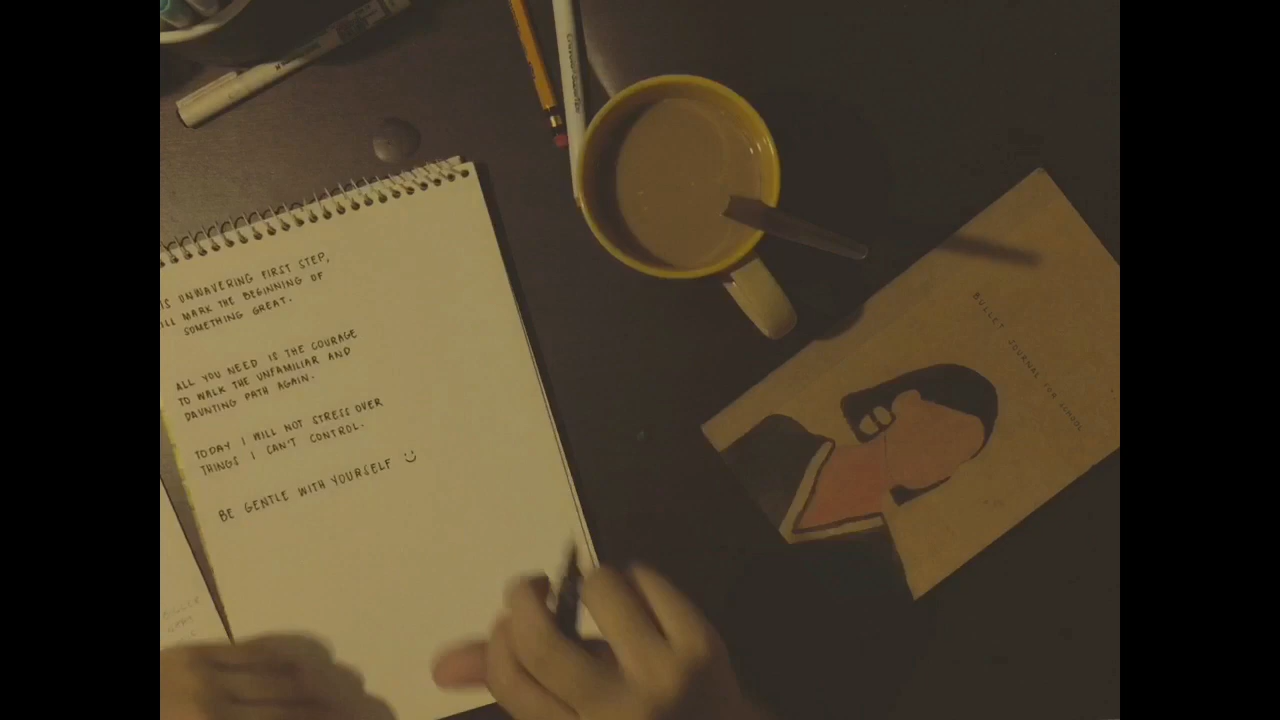 IS UNWAVERING FIRST STEP,
ILL MARK THE BEGINNING OF
SOMETHING GREAT.
ALL YOU NEED IS THE COURAGE
TO WALK THE UNFAMILIAR AND
DAUNTING PATH AGAIN.
TODAY I WILL NOT STRESS OVER
THINGS I CAN'T CONTROL.
BE GENTLE WITH YOURSELF
BULLET JOURNAL FOR SCHOOL